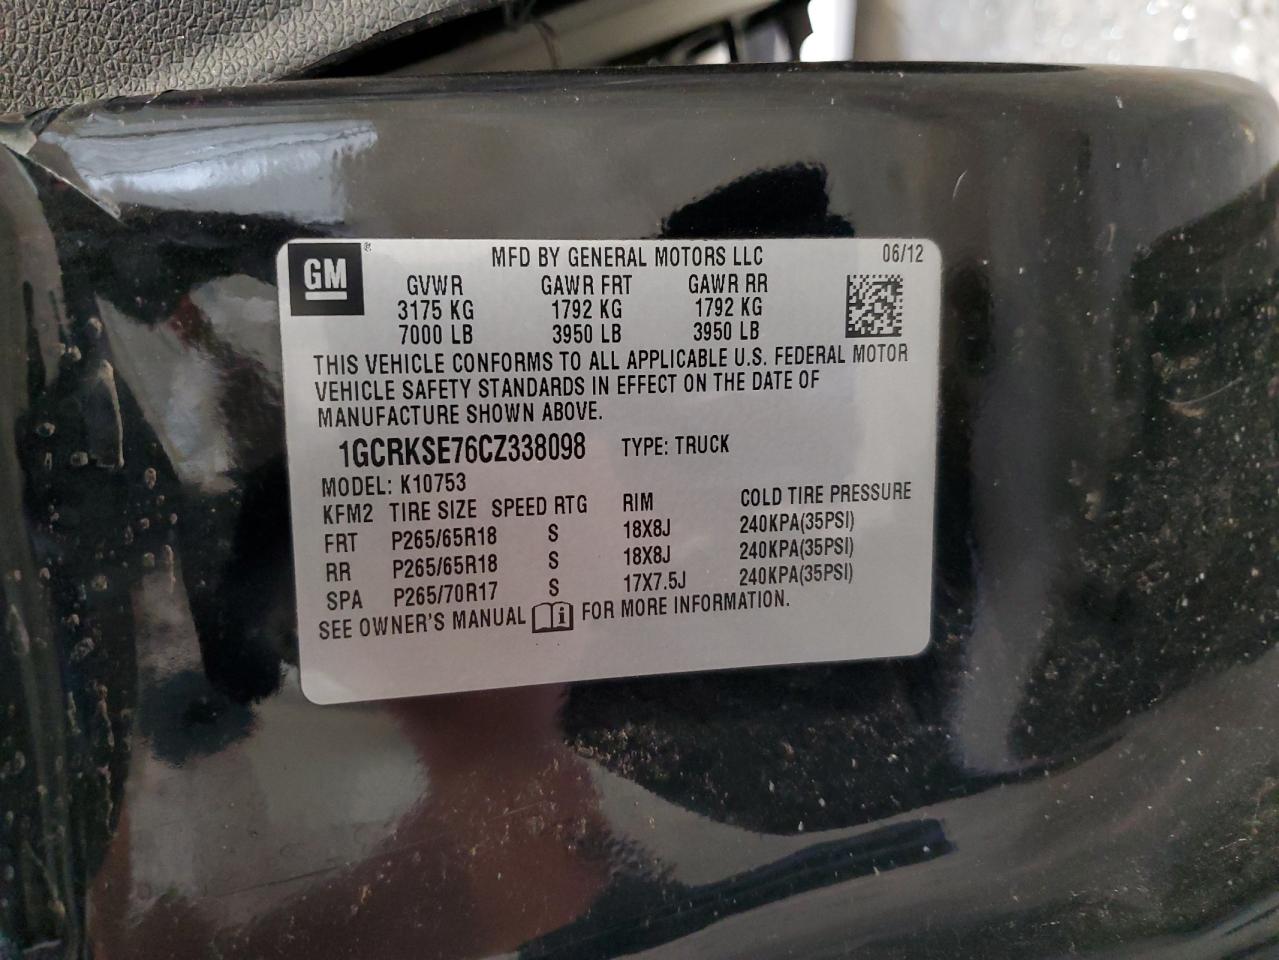 GM ® MFD BY GENERAL MOTORS LLC 06/12
GVWR GAWR FRT GAWR RR
3175 KG 1792 KG 1792 KG
7000 LB 3950 LB 3950 LB
THIS VEHICLE CONFORMS TO ALL APPLICABLE U.S. FEDERAL MOTOR
VEHICLE SAFETY STANDARDS IN EFFECT ON THE DATE OF
MANUFACTURE SHOWN ABOVE.
1GCRKSE76CZ338098 TYPE: TRUCK
MODEL: K10753
KFM2 TIRE SIZE SPEED RTG RIM COLD TIRE PRESSURE
FRT P265/65R18 S 18X8J 240KPA(35PSI)
RR P265/65R18 S 18X8J 240KPA(35PSI)
SPA P265/70R17 S 17X7.5J 240KPA(35PSI)
SEE OWNER'S MANUAL i FOR MORE INFORMATION.